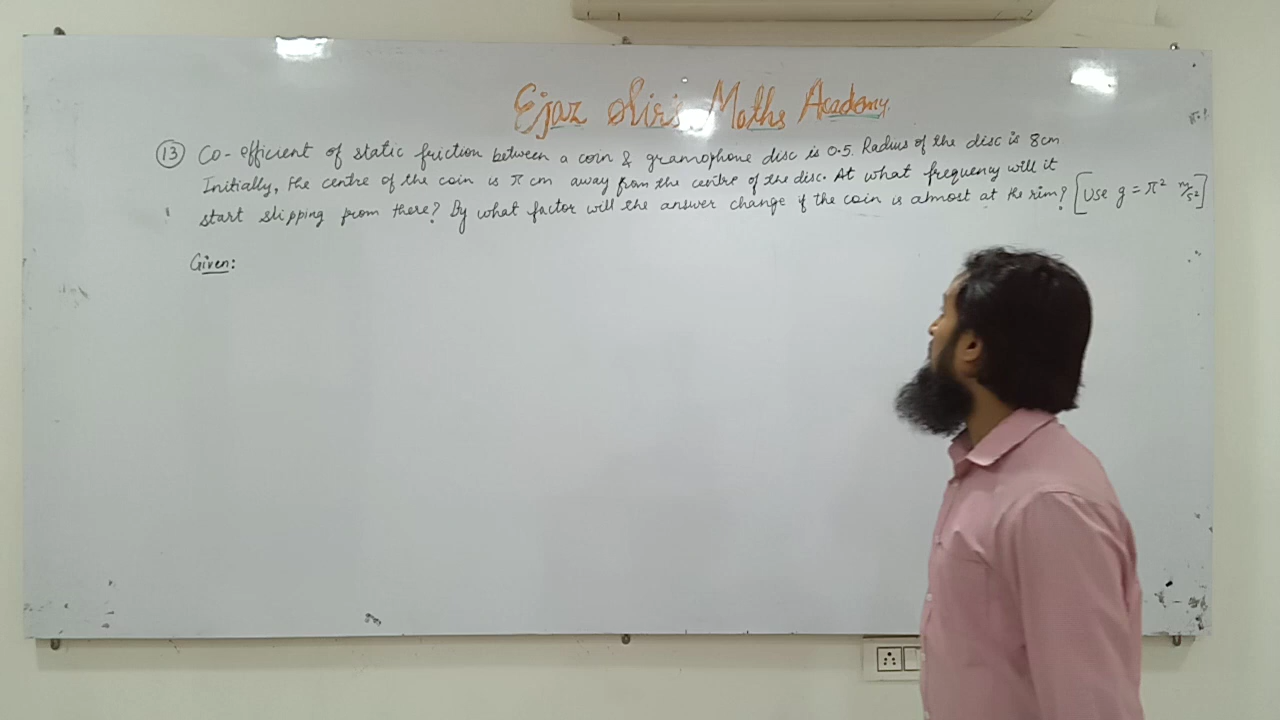 Ejaz Sir's Maths Academy.
(13) Co-efficient of static friction between a coin & gramophone disc is 0.5. Radius of the disc is 8cm
Initially, the centre of the coin is π cm away from the centre of the disc. At what frequency will it
start slipping from there? By what factor will the answer change if the coin is almost at the rim? [Use g = π² m/s²]
Given: